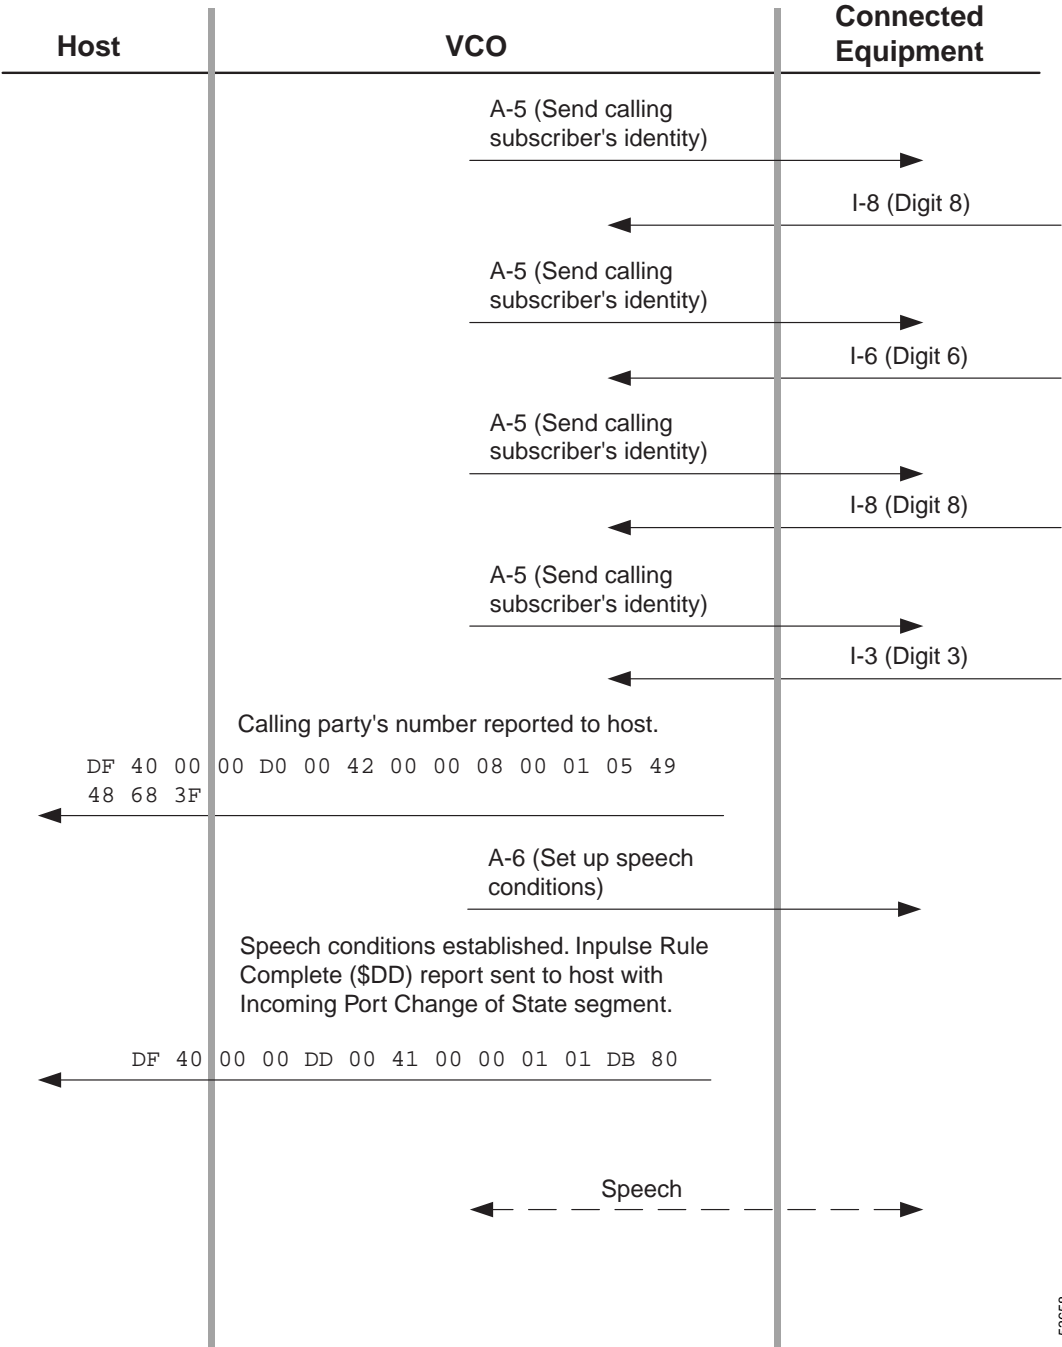 Host
VCO
Connected
Equipment
A-5 (Send calling
subscriber's identity)
I-8 (Digit 8)
A-5 (Send calling
subscriber's identity)
I-6 (Digit 6)
A-5 (Send calling
subscriber's identity)
I-8 (Digit 8)
A-5 (Send calling
subscriber's identity)
I-3 (Digit 3)
Calling party's number reported to host.
DF 40 00 00 D0 00 42 00 00 08 00 01 05 49
48 68 3F
A-6 (Set up speech
conditions)
Speech conditions established. Inpulse Rule
Complete ($DD) report sent to host with
Incoming Port Change of State segment.
DF 40 00 00 DD 00 41 00 00 01 01 DB 80
Speech